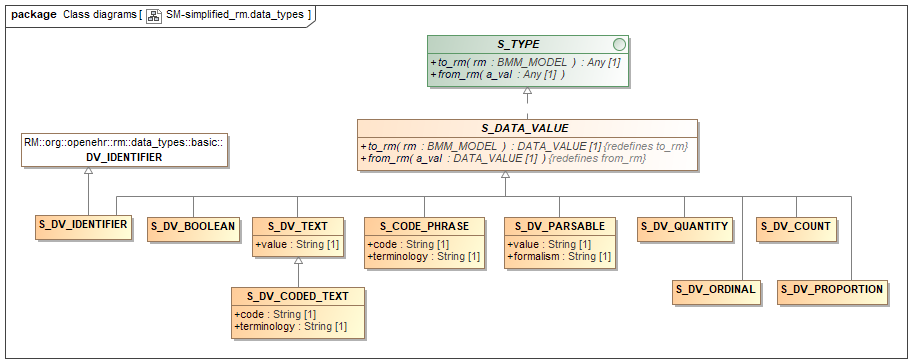 package Class diagrams [ SM-simplified_rm.data_types ]
S_TYPE
+to_rm( rm : BMM_MODEL ) : Any [1]
+from_rm( a_val : Any [1] )
S_DATA_VALUE
+to_rm( rm : BMM_MODEL ) : DATA_VALUE [1]{redefines to_rm}
+from_rm( a_val : DATA_VALUE [1] ){redefines from_rm}
RM::org::openehr::rm::data_types::basic::
DV_IDENTIFIER
S_DV_IDENTIFIER
S_DV_BOOLEAN
S_DV_TEXT
+value : String [1]
S_CODE_PHRASE
+code : String [1]
+terminology : String [1]
S_DV_PARSABLE
+value : String [1]
+formalism : String [1]
S_DV_QUANTITY
S_DV_COUNT
S_DV_CODED_TEXT
+code : String [1]
+terminology : String [1]
S_DV_ORDINAL
S_DV_PROPORTION